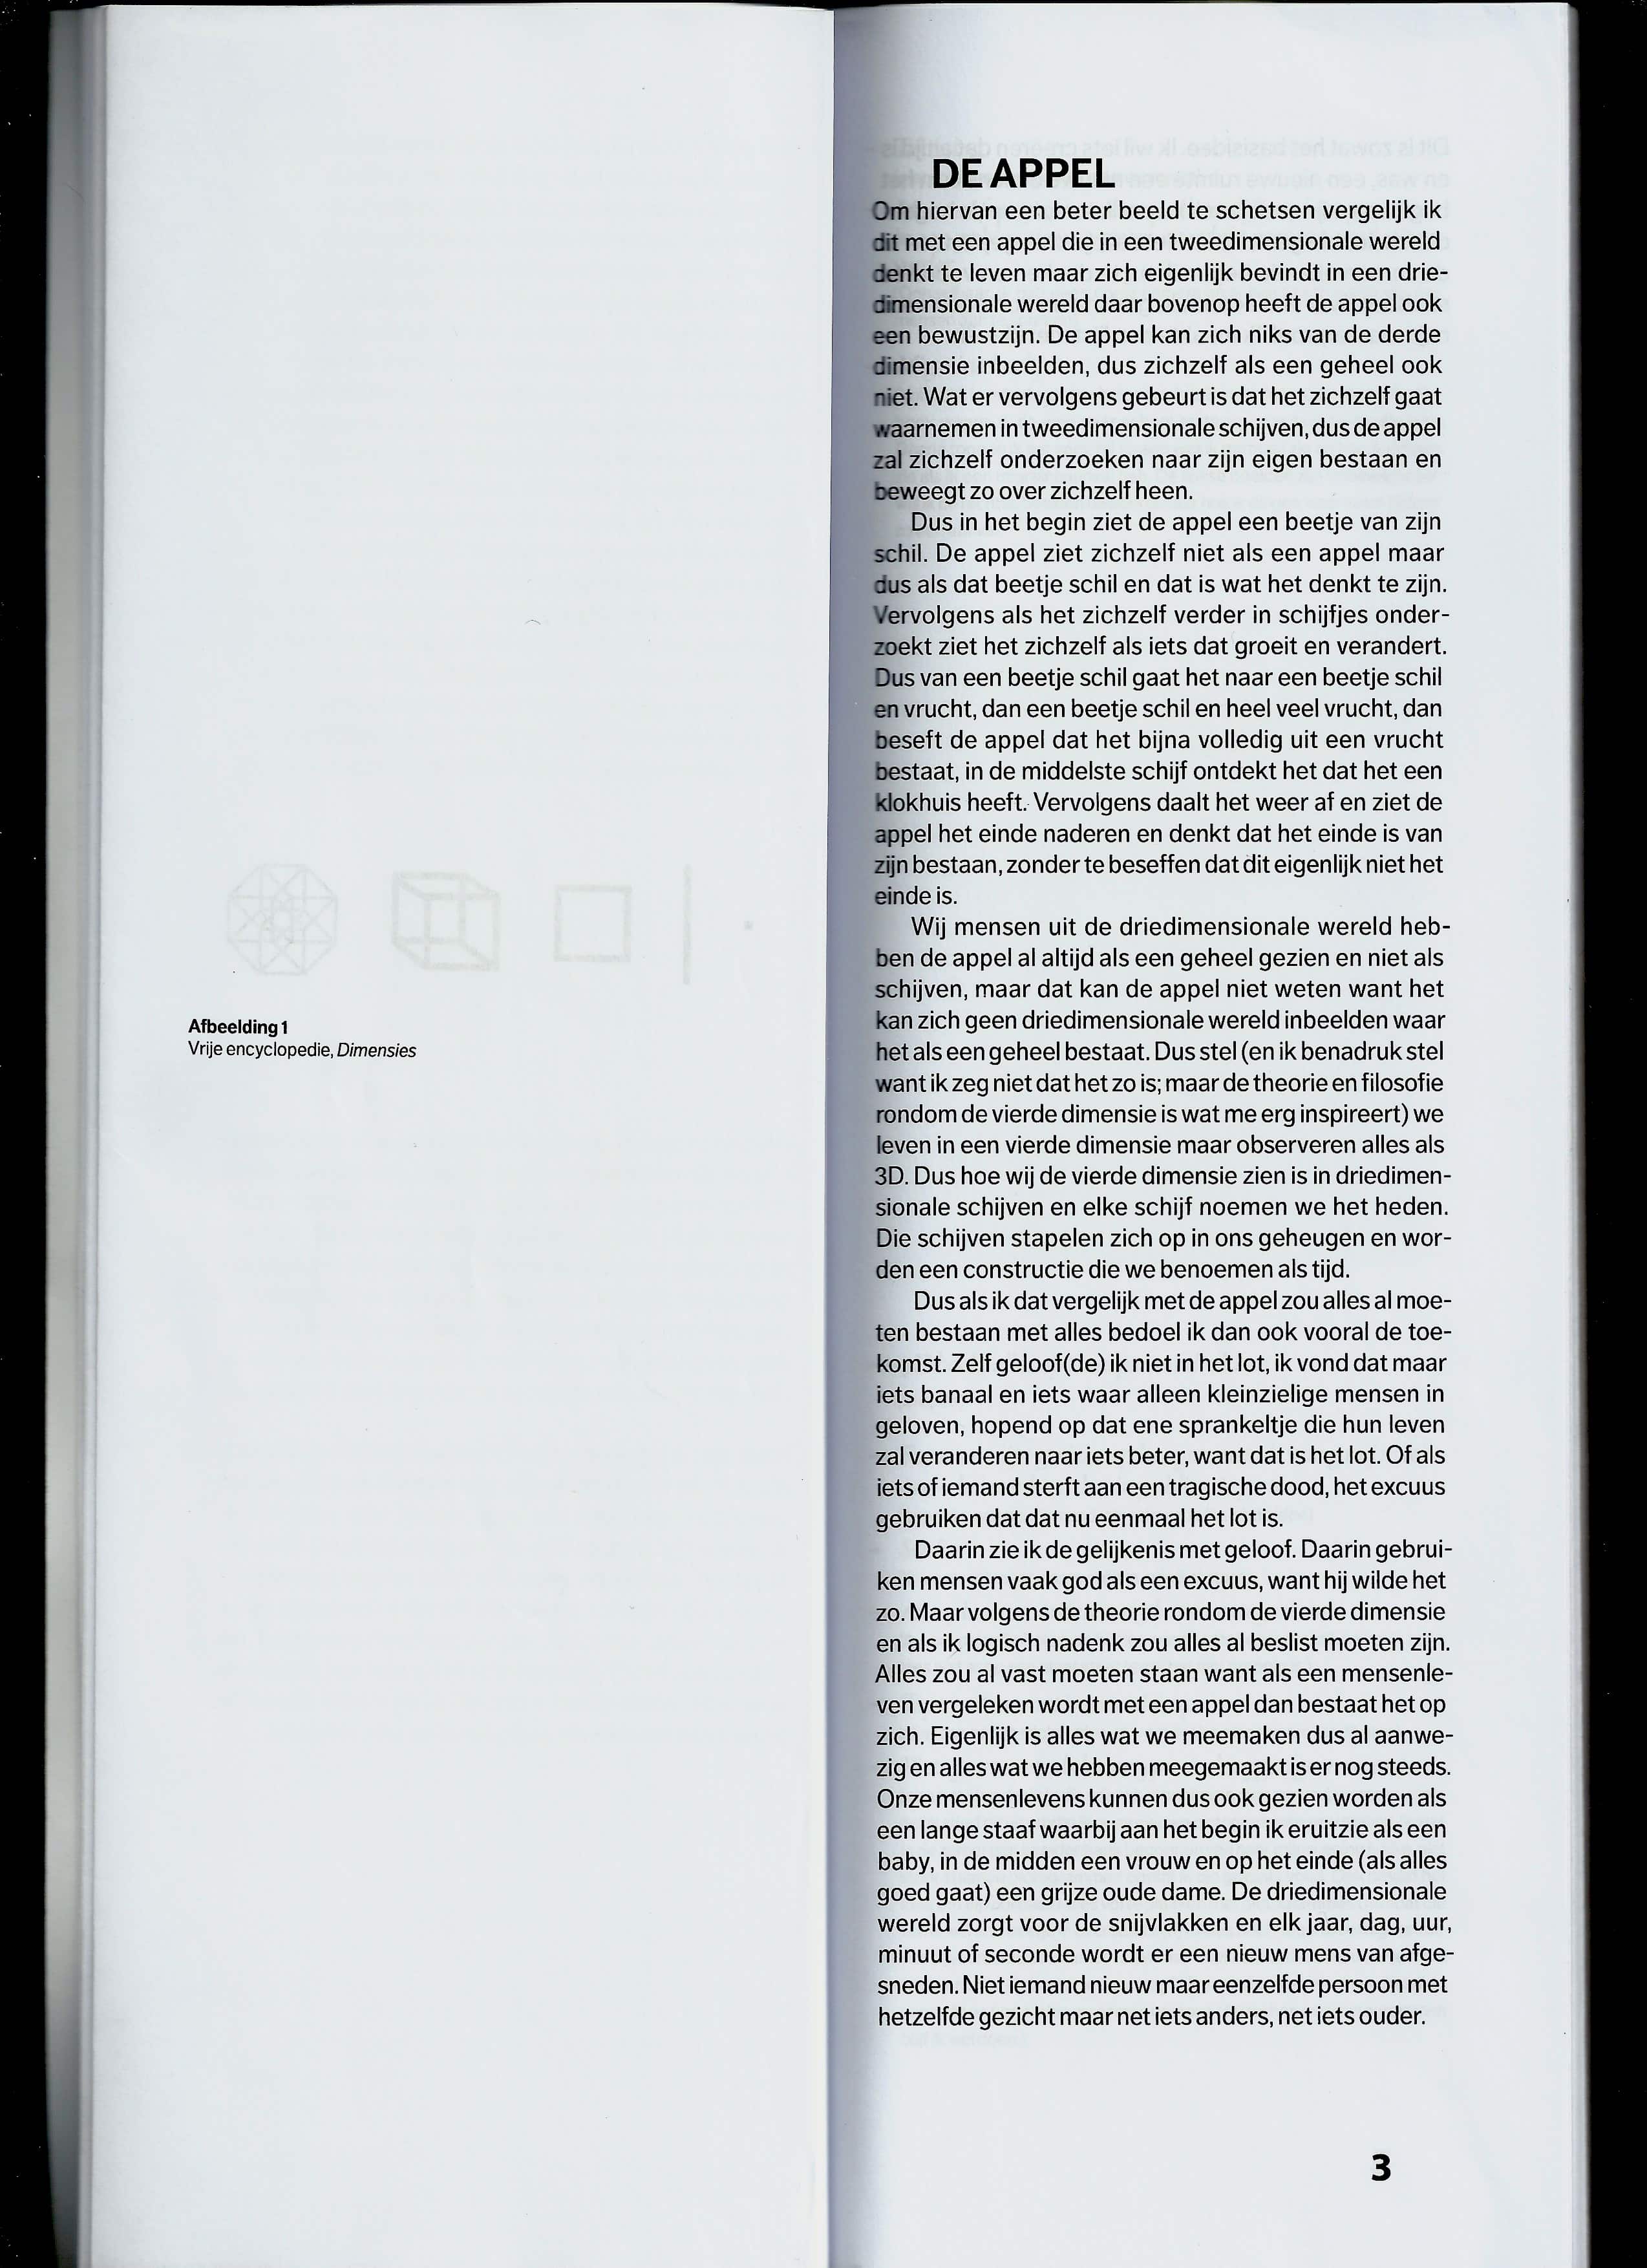 Afbeelding 1
Vrije encyclopedie, Dimensies
DE APPEL
Om hiervan een beter beeld te schetsen vergelijk ik
dit met een appel die in een tweedimensionale wereld
denkt te leven maar zich eigenlijk bevindt in een drie-
dimensionale wereld daar bovenop heeft de appel ook
een bewustzijn. De appel kan zich niks van de derde
dimensie inbeelden, dus zichzelf als een geheel ook
niet. Wat er vervolgens gebeurt is dat het zichzelf gaat
waarnemen in tweedimensionale schijven, dus de appel
zal zichzelf onderzoeken naar zijn eigen bestaan en
beweegt zo over zichzelf heen.
Dus in het begin ziet de appel een beetje van zijn
schil. De appel ziet zichzelf niet als een appel maar
dus als dat beetje schil en dat is wat het denkt te zijn.
Vervolgens als het zichzelf verder in schijfjes onder-
zoekt ziet het zichzelf als iets dat groeit en verandert.
Dus van een beetje schil gaat het naar een beetje schil
en vrucht, dan een beetje schil en heel veel vrucht, dan
beseft de appel dat het bijna volledig uit een vrucht
bestaat, in de middelste schijf ontdekt het dat het een
klokhuis heeft. Vervolgens daalt het weer af en ziet de
appel het einde naderen en denkt dat het einde is van
zijn bestaan, zonder te beseffen dat dit eigenlijk niet het
einde is.
Wij mensen uit de driedimensionale wereld heb-
ben de appel al altijd als een geheel gezien en niet als
schijven, maar dat kan de appel niet weten want het
kan zich geen driedimensionale wereld inbeelden waar
het als een geheel bestaat. Dus stel (en ik benadruk stel
want ik zeg niet dat het zo is; maar de theorie en filosofie
rondom de vierde dimensie is wat me erg inspireert) we
leven in een vierde dimensie maar observeren alles als
3D. Dus hoe wij de vierde dimensie zien is in driedimen-
sionale schijven en elke schijf noemen we het heden.
Die schijven stapelen zich op in ons geheugen en wor-
den een constructie die we benoemen als tijd.
Dus als ik dat vergelijk met de appel zou alles al moe-
ten bestaan met alles bedoel ik dan ook vooral de toe-
komst. Zelf geloof(de) ik niet in het lot, ik vond dat maar
iets banaal en iets waar alleen kleinzielige mensen in
geloven, hopend op dat ene sprankeltje die hun leven
zal veranderen naar iets beter, want dat is het lot. Of als
iets of iemand sterft aan een tragische dood, het excuus
gebruiken dat dat nu eenmaal het lot is.
Daarin zie ik de gelijkenis met geloof. Daarin gebrui-
ken mensen vaak god als een excuus, want hij wilde het
zo. Maar volgens de theorie rondom de vierde dimensie
en als ik logisch nadenk zou alles al beslist moeten zijn.
Alles zou al vast moeten staan want als een mensenle-
ven vergeleken wordt met een appel dan bestaat het op
zich. Eigenlijk is alles wat we meemaken dus al aanwe-
zig en alles wat we hebben meegemaakt is er nog steeds.
Onze mensenlevens kunnen dus ook gezien worden als
een lange staaf waarbij aan het begin ik eruitzie als een
baby, in de midden een vrouw en op het einde (als alles
goed gaat) een grijze oude dame. De driedimensionale
wereld zorgt voor de snijvlakken en elk jaar, dag, uur,
minuut of seconde wordt er een nieuw mens van afge-
sneden. Niet iemand nieuw maar eenzelfde persoon met
hetzelfde gezicht maar net iets anders, net iets ouder.
3